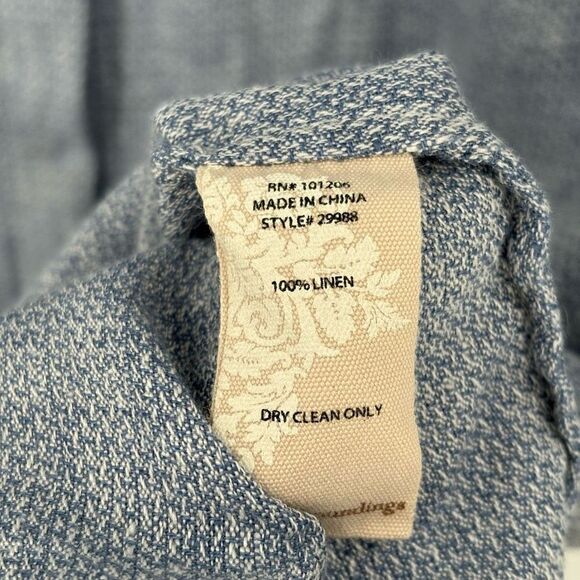 RN# 101206
MADE IN CHINA
STYLE# 29988
100% LINEN
DRY CLEAN ONLY